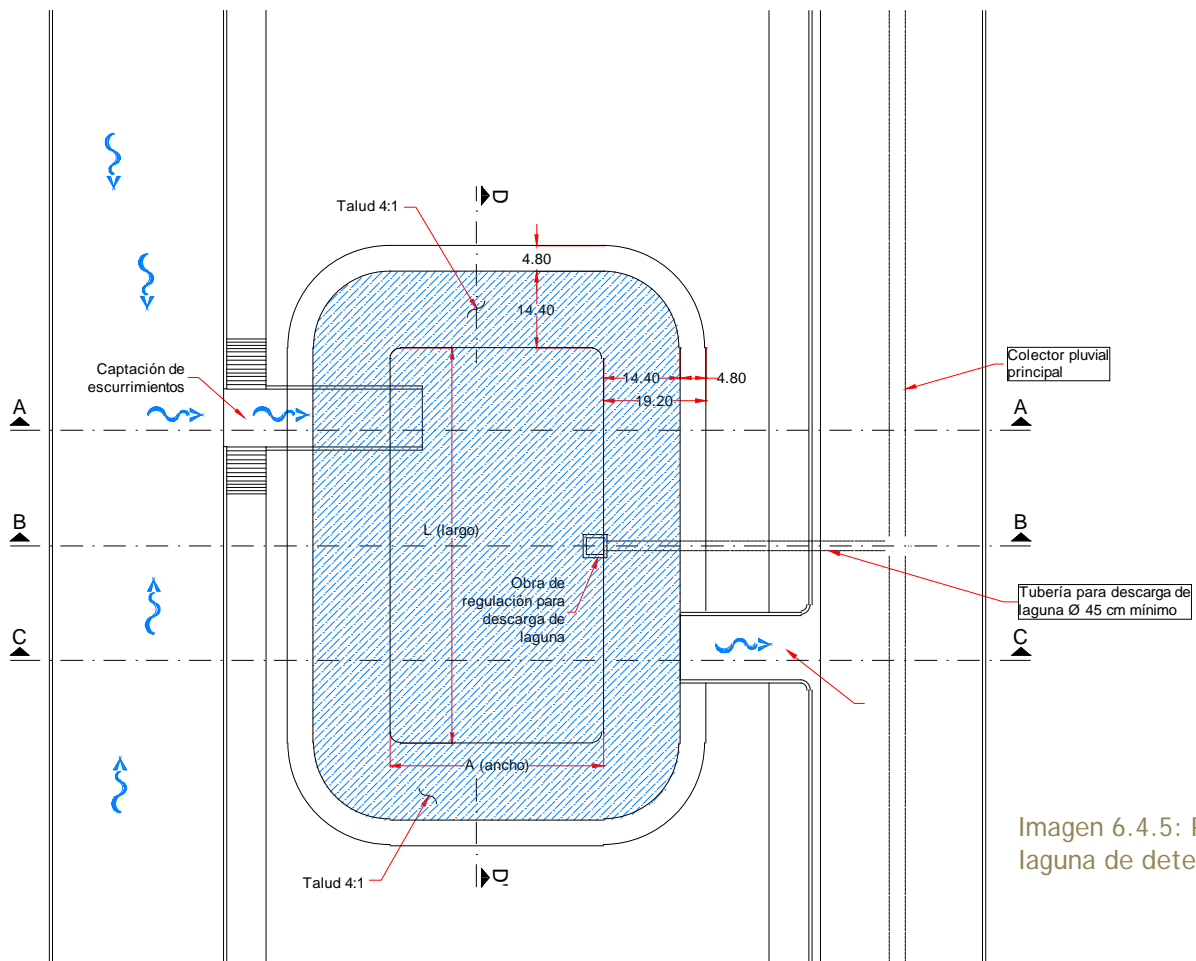 D
Talud 4:1
4.80
14.40
Captación de
escurrimientos
Colector pluvial
principal
14.40
4.80
19.20
A
A
B
B
L (largo)
Obra de
regulación para
descarga de
laguna
Tubería para descarga de
laguna Ø 45 cm mínimo
C
C
A (ancho)
Talud 4:1
D'
Imagen 6.4.5:
laguna de dete